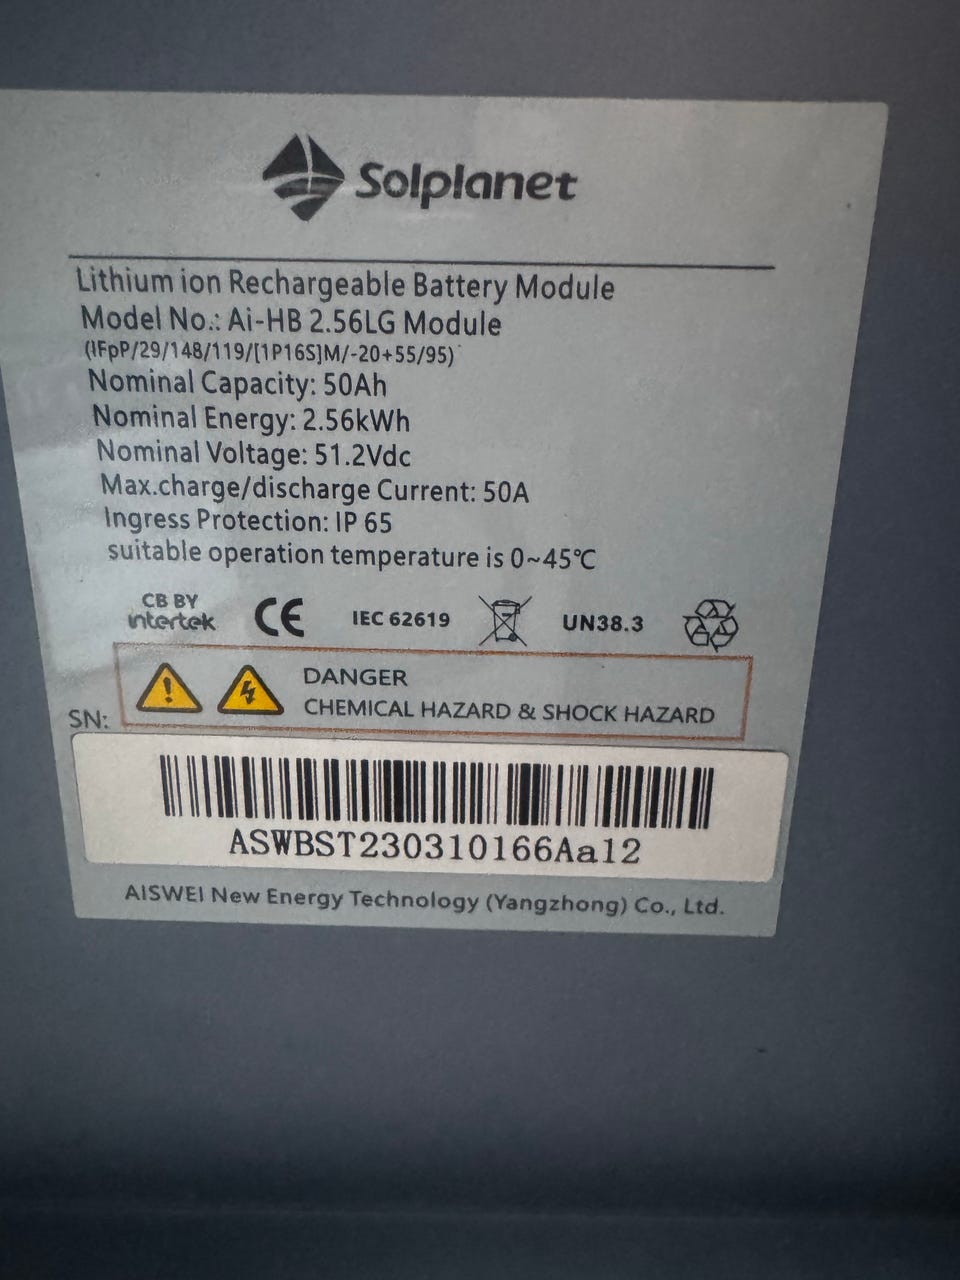 Solplanet
Lithium ion Rechargeable Battery Module
Model No.: Ai-HB 2.56LG Module
(IFpP/29/148/119/[1P16S]M/-20+55/95)
Nominal Capacity: 50Ah
Nominal Energy: 2.56kWh
Nominal Voltage: 51.2Vdc
Max.charge/discharge Current: 50A
Ingress Protection: IP 65
suitable operation temperature is 0~45℃
CB BY
intertek
CE
IEC 62619
UN38.3
DANGER
CHEMICAL HAZARD & SHOCK HAZARD
SN:
ASWBST230310166Aa12
AISWEI New Energy Technology (Yangzhong) Co., Ltd.